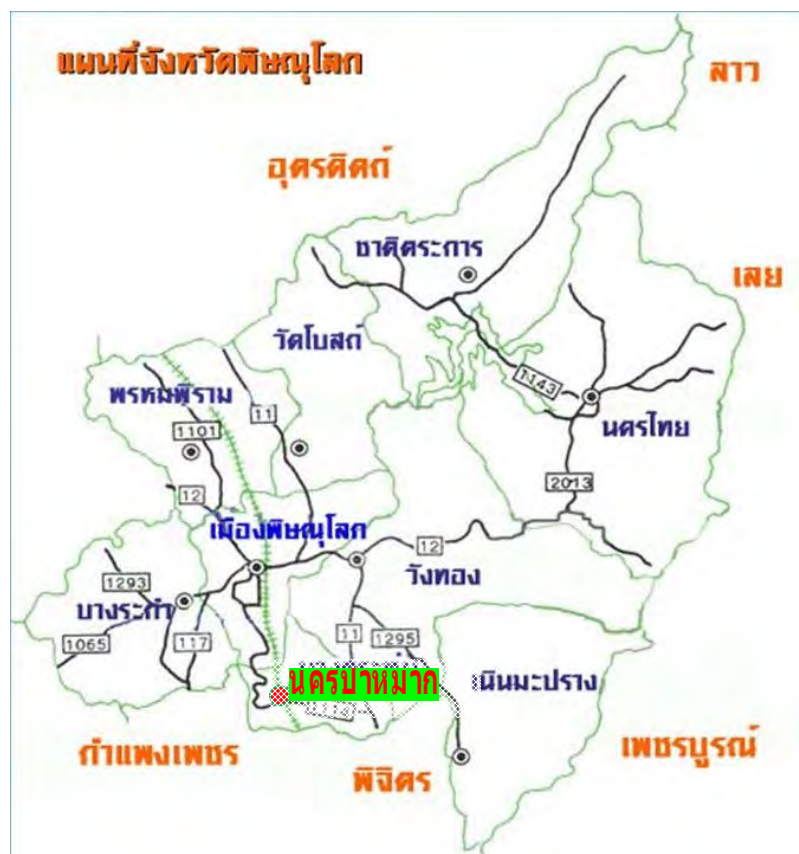 แผนที่จังหวัดพิษณุโลก
ลาว
อุตรดิตถ์
ชาติตระการ
เลย
วัดโบสถ์
พรหมพิราม
1143
11
1101
นครไทย
2013
12
เมืองพิษณุโลก
12
วังทอง
1293
บางระกำ
1065
117
11
1295
นครป่าหมาก
เนินมะปราง
กำแพงเพชร
พิจิตร
เพชรบูรณ์